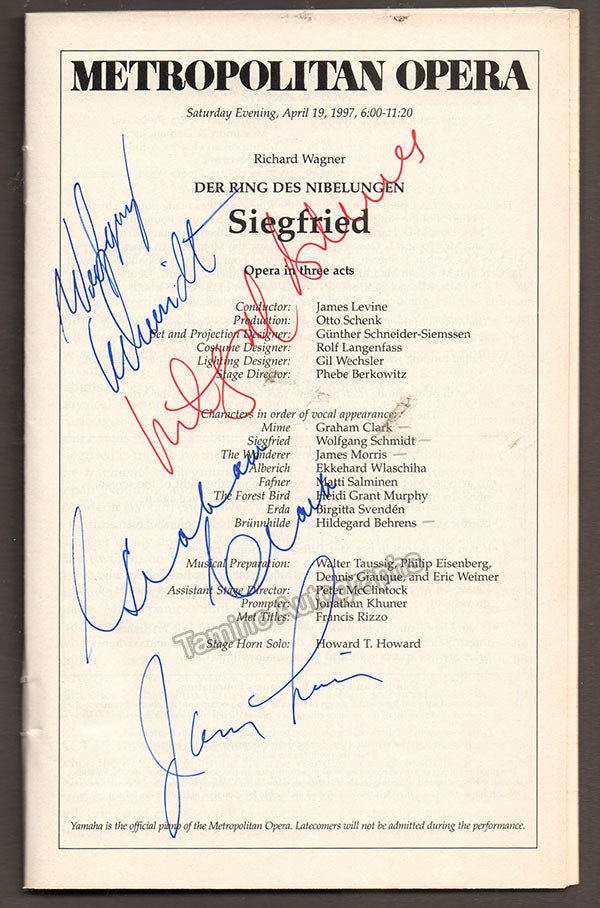 METROPOLITAN OPERA
Saturday Evening, April 19, 1997, 6:00-11:20
Richard Wagner
DER RING DES NIBELUNGEN
Siegfried
Opera in three acts
Conductor: James Levine
Production: Otto Schenk
Set and Projection Designer: Günther Schneider-Siemssen
Costume Designer: Rolf Langenfass
Lighting Designer: Gil Wechsler
Stage Director: Phebe Berkowitz
Characters in order of vocal appearance:
Mime Graham Clark
Siegfried Wolfgang Schmidt
The Wanderer James Morris
Alberich Ekkehard Wlaschiha
Fafner Matti Salminen
The Forest Bird Heidi Grant Murphy
Erda Birgitta Svendén
Brünnhilde Hildegard Behrens
Musical Preparation: Walter Taussig, Philip Eisenberg,
Dennis Giauque, and Eric Weimer
Assistant Stage Director: Peter McClintock
Prompter: Jonathan Khuner
Met Titles: Francis Rizzo
Stage Horn Solo: Howard T. Howard
Yamaha is the official piano of the Metropolitan Opera. Latecomers will not be admitted during the performance.
Wolfgang
Schmidt
Graham
Clark
Tamino Autographs